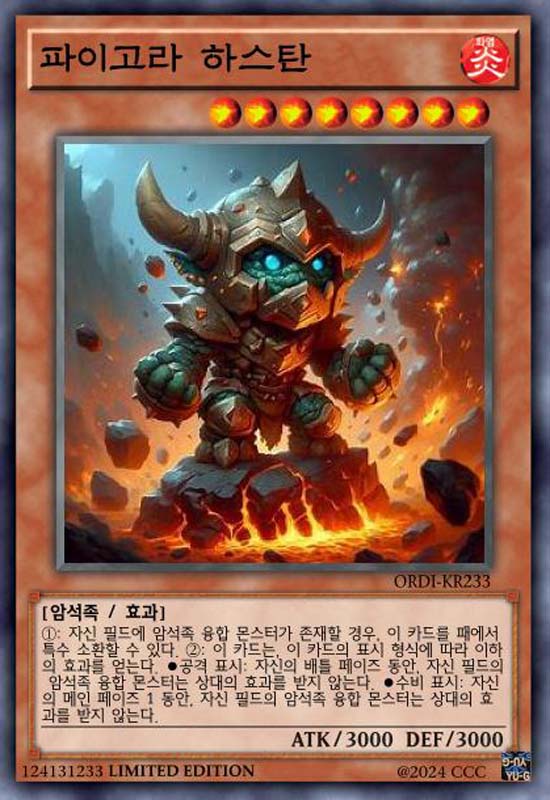 파이고라 하스탄
화염
炎
ORDI-KR233
[암석족 / 효과]
①: 자신 필드에 암석족 융합 몬스터가 존재할 경우, 이 카드를 패에서
특수 소환할 수 있다. ②: 이 카드는, 이 카드의 표시 형식에 따라 이하
의 효과를 얻는다. ●공격 표시: 자신의 배틀 페이즈 동안, 자신 필드의
암석족 융합 몬스터는 상대의 효과를 받지 않는다. ●수비 표시: 자신
의 메인 페이즈 1 동안, 자신 필드의 암석족 융합 몬스터는 상대의 효
과를 받지 않는다.
ATK/3000 DEF/3000
124131233 LIMITED EDITION
@2024 CCC
YU-G